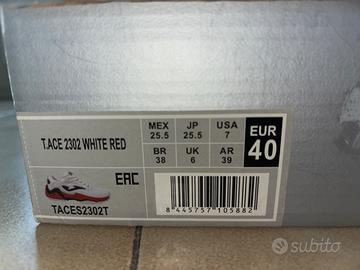 T.ACE 2302 WHITE RED
MEX 25.5
JP 25.5
USA 7
BR 38
UK 6
AR 39
EUR 40
EAC
TACES2302T
8 445757 105882
subito